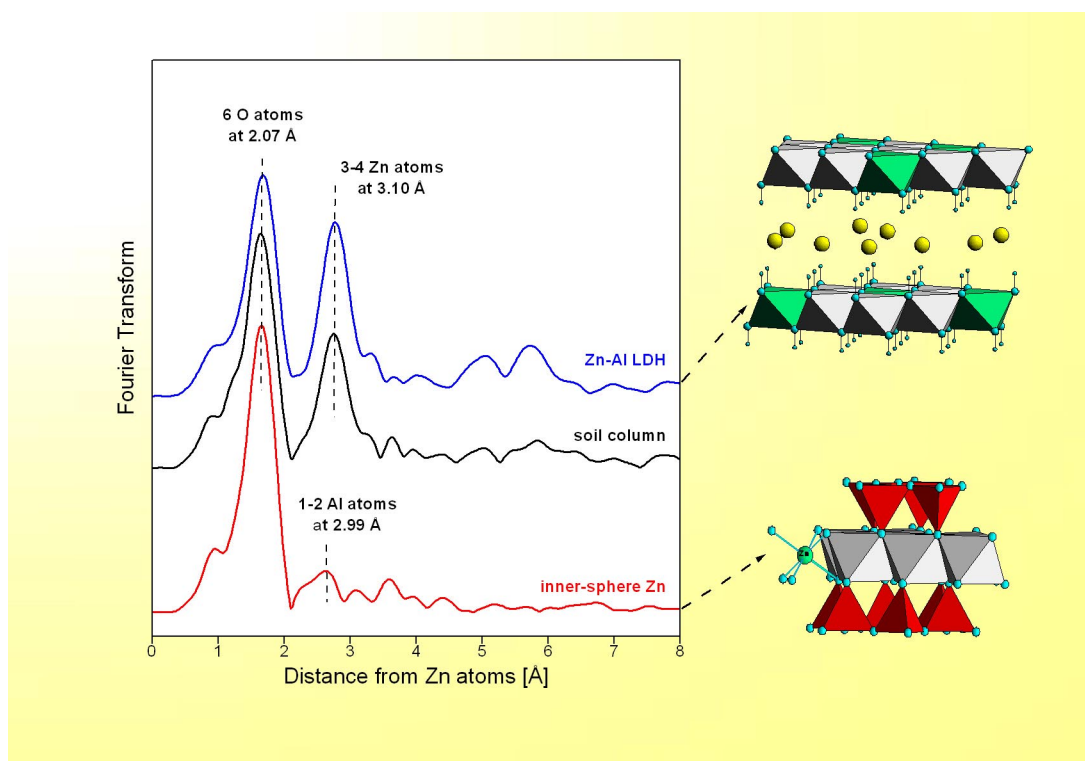 6 O atoms
at 2.07 Å
3-4 Zn atoms
at 3.10 Å
Fourier Transform
Zn-Al LDH
soil column
1-2 Al atoms
at 2.99 Å
inner-sphere Zn
Zn
0 1 2 3 4 5 6 7 8
Distance from Zn atoms [Å]